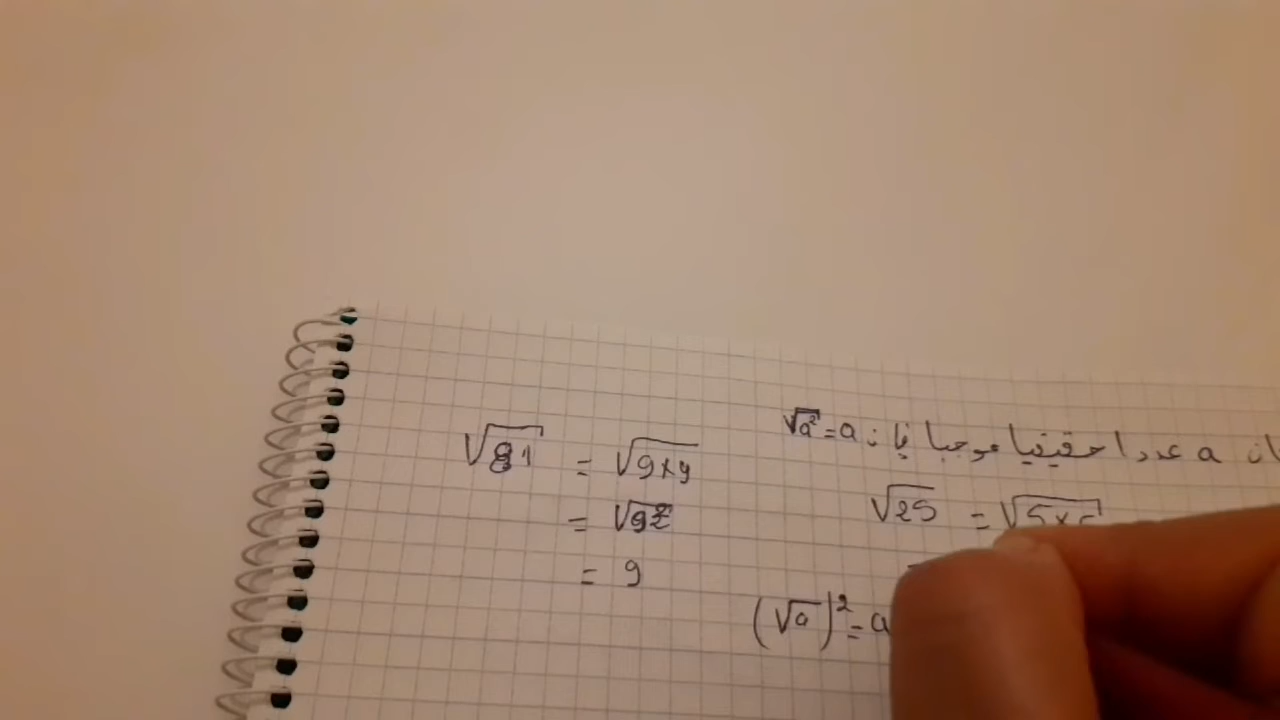 ان a عددا حقيقيا موجبا فإن : √a² = a
√25 = √5×5
(√a)² = a
√81 = √9×9
= √9²
= 9